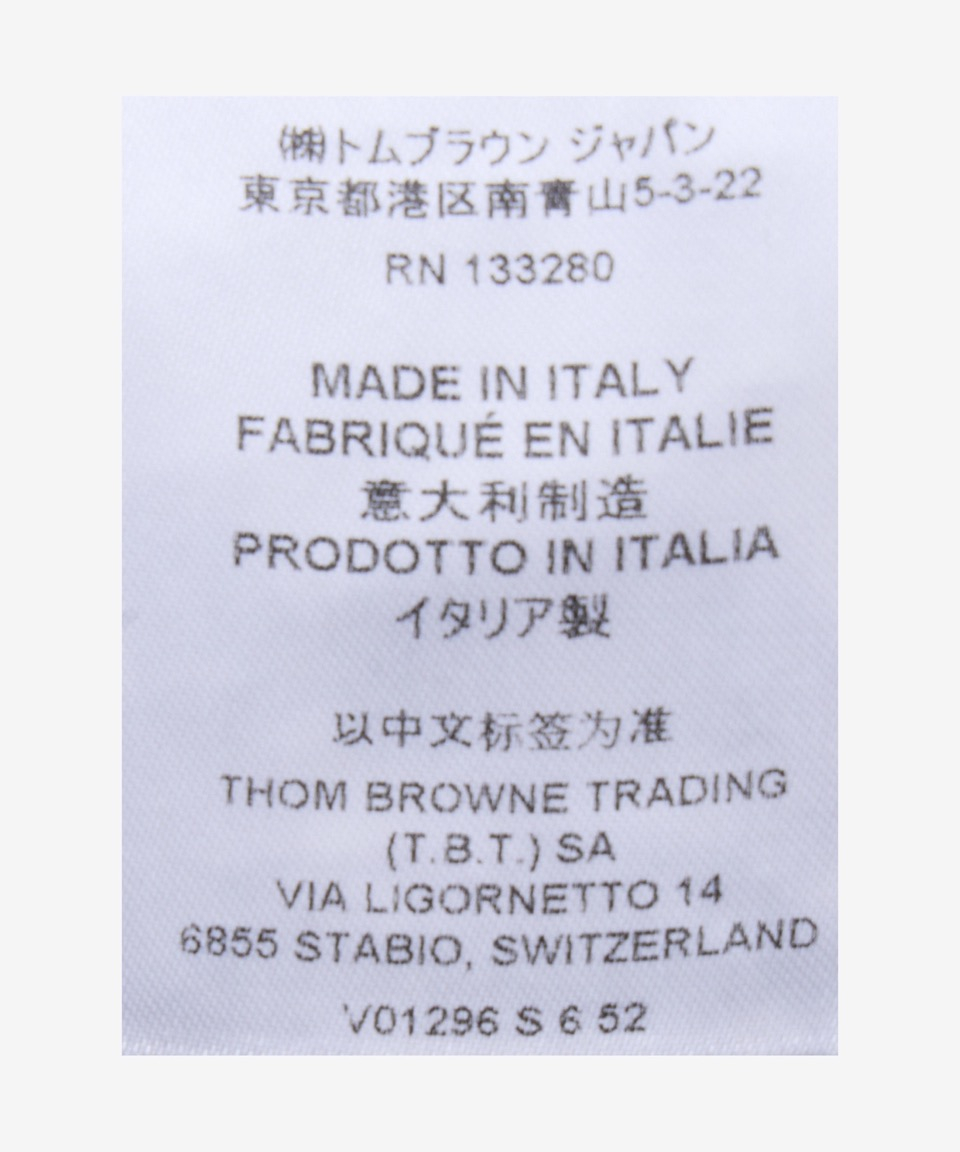 ㈱トムブラウン ジャパン
東京都港区南青山5-3-22
RN 133280
MADE IN ITALY
FABRIQUÉ EN ITALIE
意大利制造
PRODOTTO IN ITALIA
イタリア製
以中文标签为准
THOM BROWNE TRADING
(T.B.T.) SA
VIA LIGORNETTO 14
6855 STABIO, SWITZERLAND
V01296 S 6 52